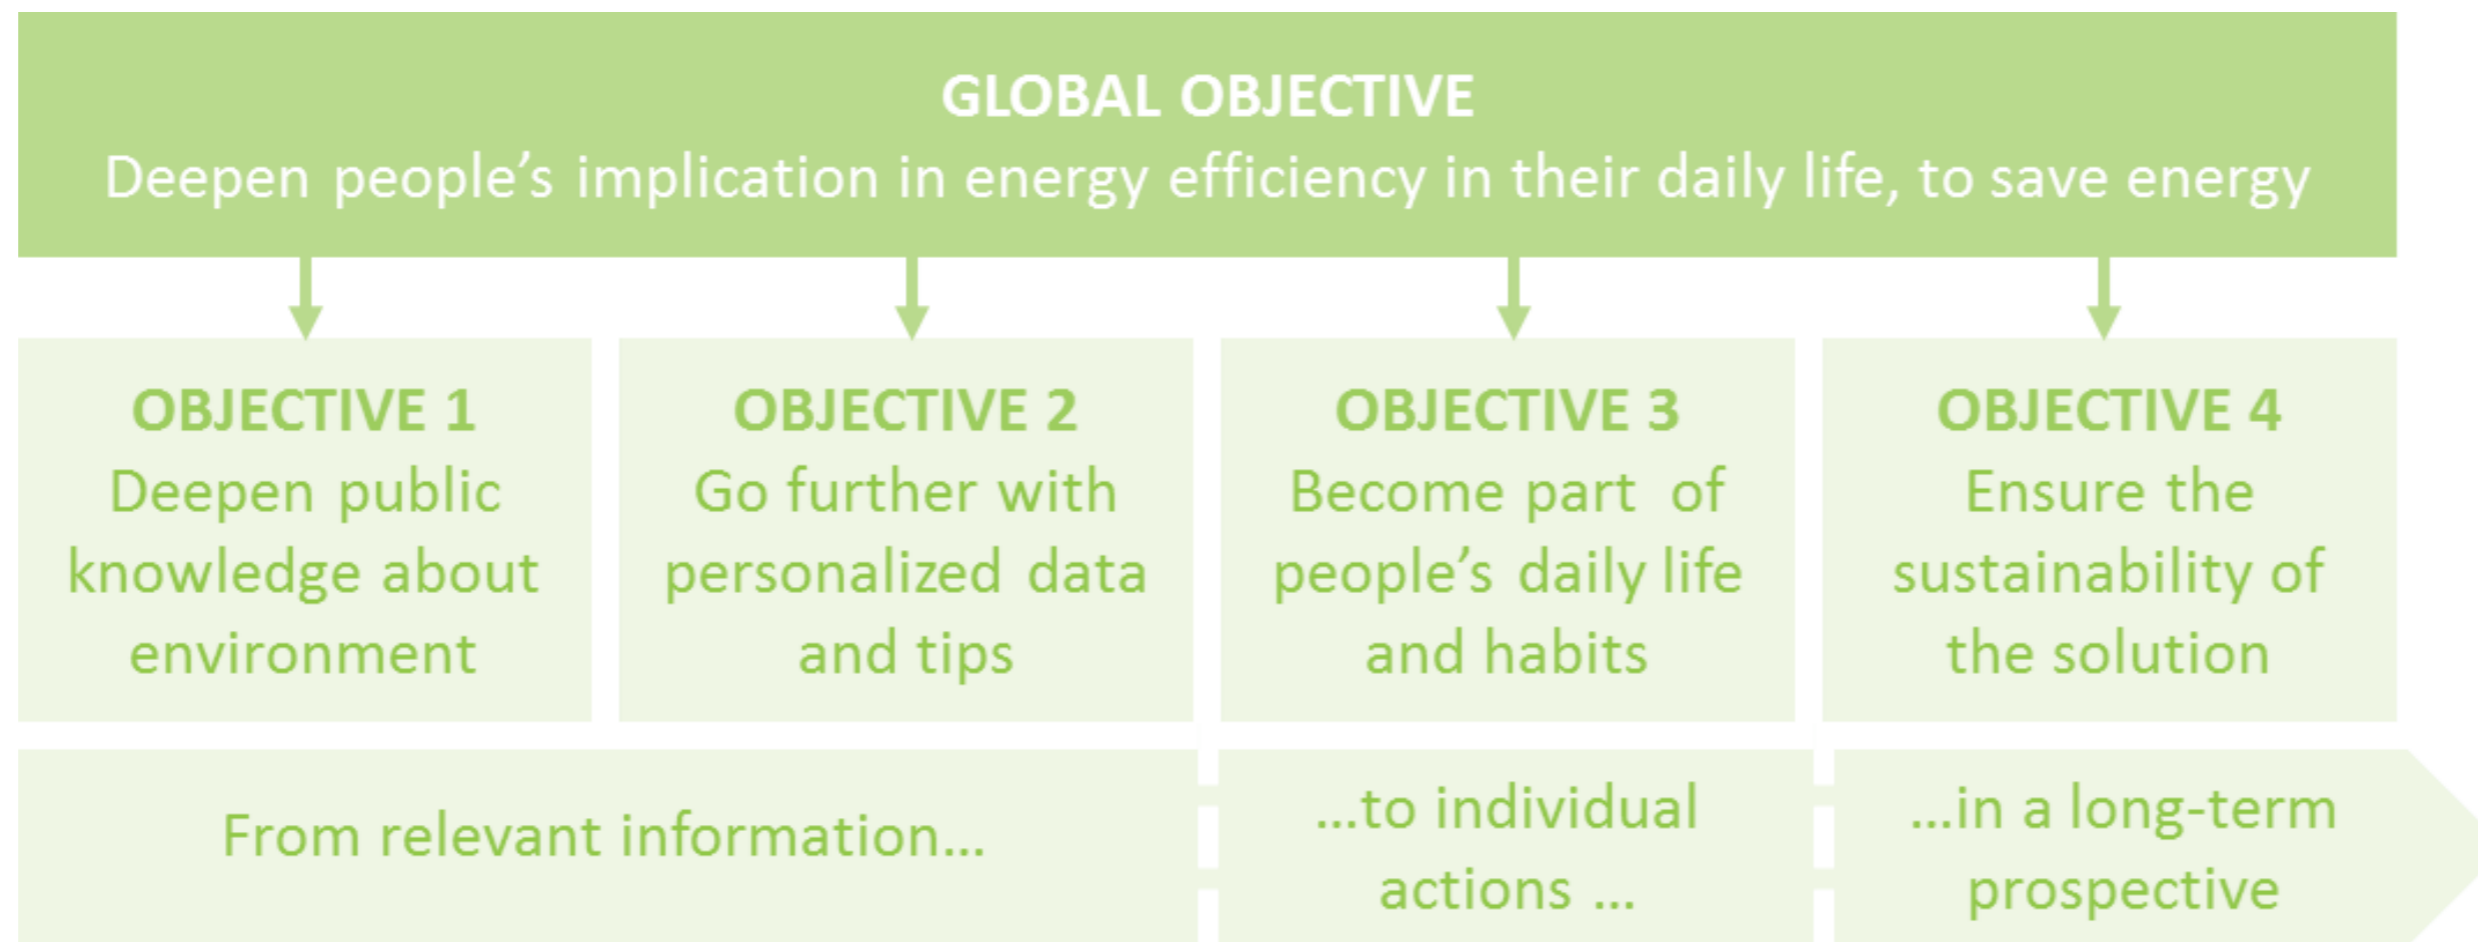 GLOBAL OBJECTIVE
Deepen people’s implication in energy efficiency in their daily life, to save energy
OBJECTIVE 1
Deepen public
knowledge about
environment
OBJECTIVE 2
Go further with
personalized data
and tips
OBJECTIVE 3
Become part of
people’s daily life
and habits
OBJECTIVE 4
Ensure the
sustainability of
the solution
From relevant information...
...to individual
actions ...
...in a long-term
prospective